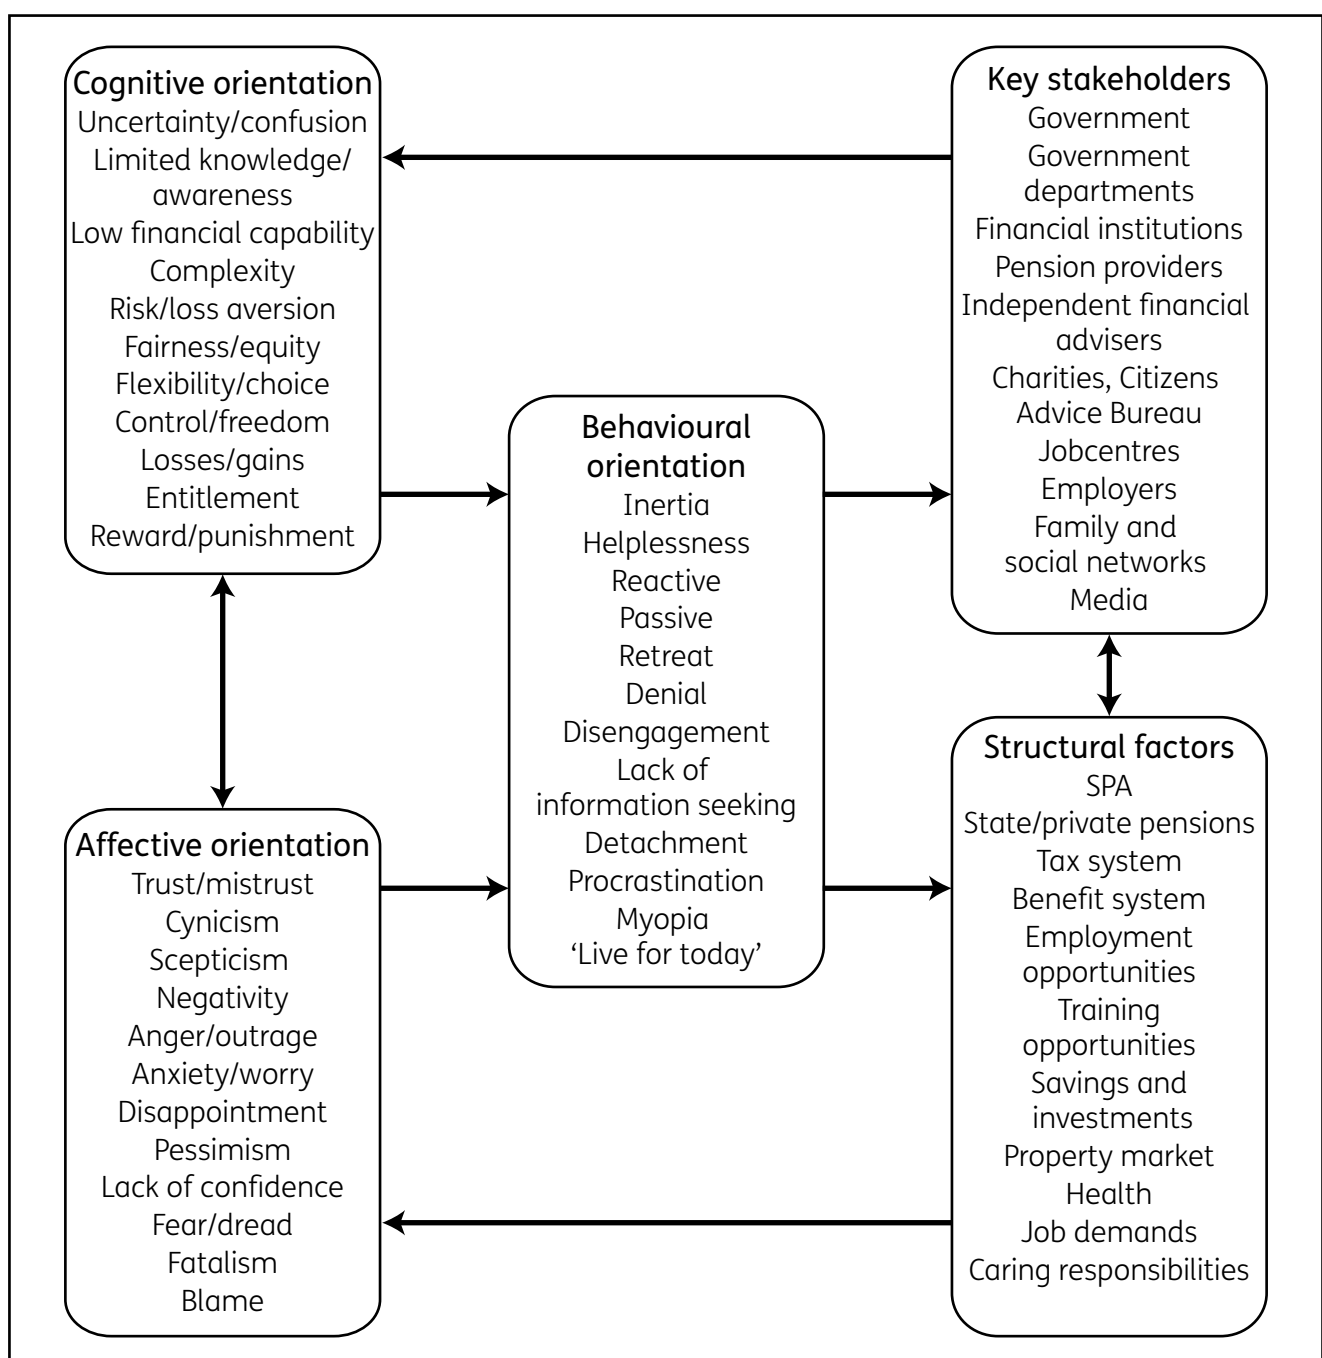 Cognitive orientation
Uncertainty/confusion
Limited knowledge/
awareness
Low financial capability
Complexity
Risk/loss aversion
Fairness/equity
Flexibility/choice
Control/freedom
Losses/gains
Entitlement
Reward/punishment
Affective orientation
Trust/mistrust
Cynicism
Scepticism
Negativity
Anger/outrage
Anxiety/worry
Disappointment
Pessimism
Lack of confidence
Fear/dread
Fatalism
Blame
Behavioural
orientation
Inertia
Helplessness
Reactive
Passive
Retreat
Denial
Disengagement
Lack of
information seeking
Detachment
Procrastination
Myopia
‘Live for today’
Key stakeholders
Government
Government
departments
Financial institutions
Pension providers
Independent financial
advisers
Charities, Citizens
Advice Bureau
Jobcentres
Employers
Family and
social networks
Media
Structural factors
SPA
State/private pensions
Tax system
Benefit system
Employment
opportunities
Training
opportunities
Savings and
investments
Property market
Health
Job demands
Caring responsibilities